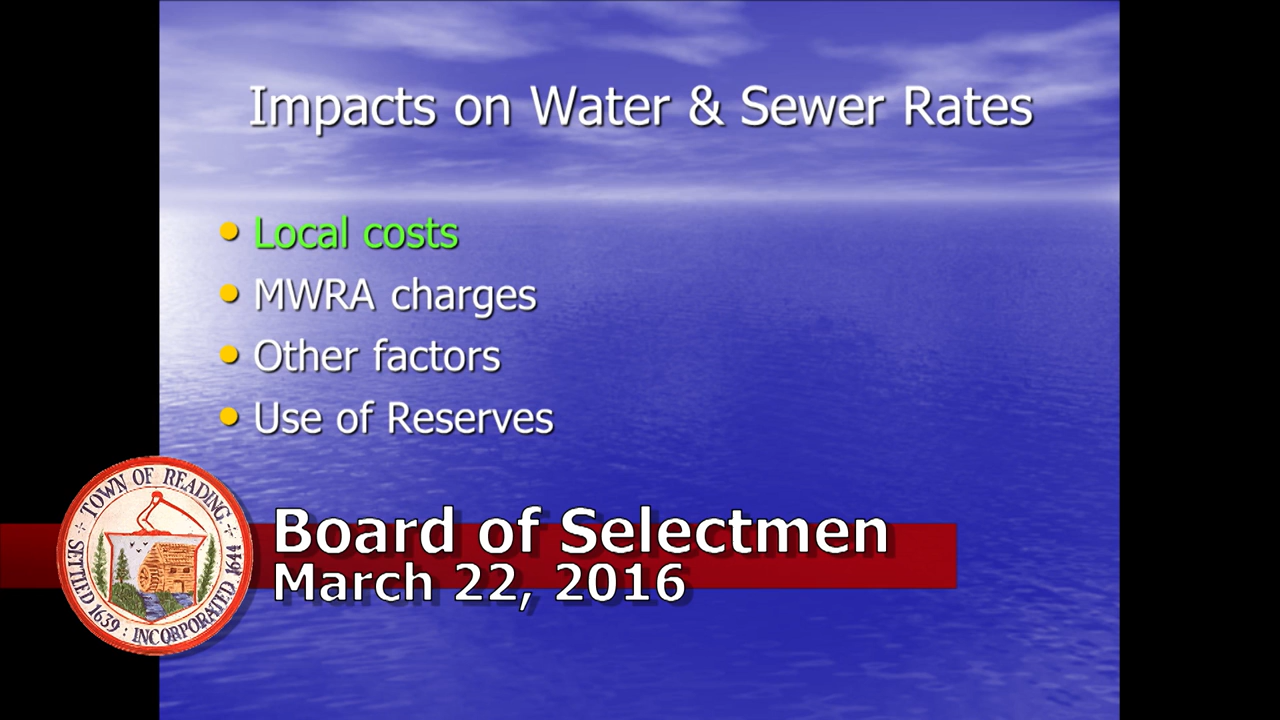 Impacts on Water & Sewer Rates
• Local costs
• MWRA charges
• Other factors
• Use of Reserves
TOWN OF READING
SETTLED 1639 : INCORPORATED 1644
Board of Selectmen
March 22, 2016